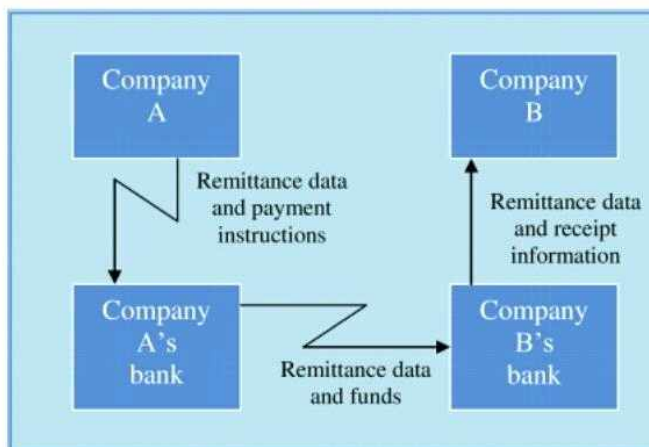 Company
A
Company
B
Remittance data
and payment
instructions
Remittance data
and receipt
information
Company
A's
bank
Company
B's
bank
Remittance data
and funds